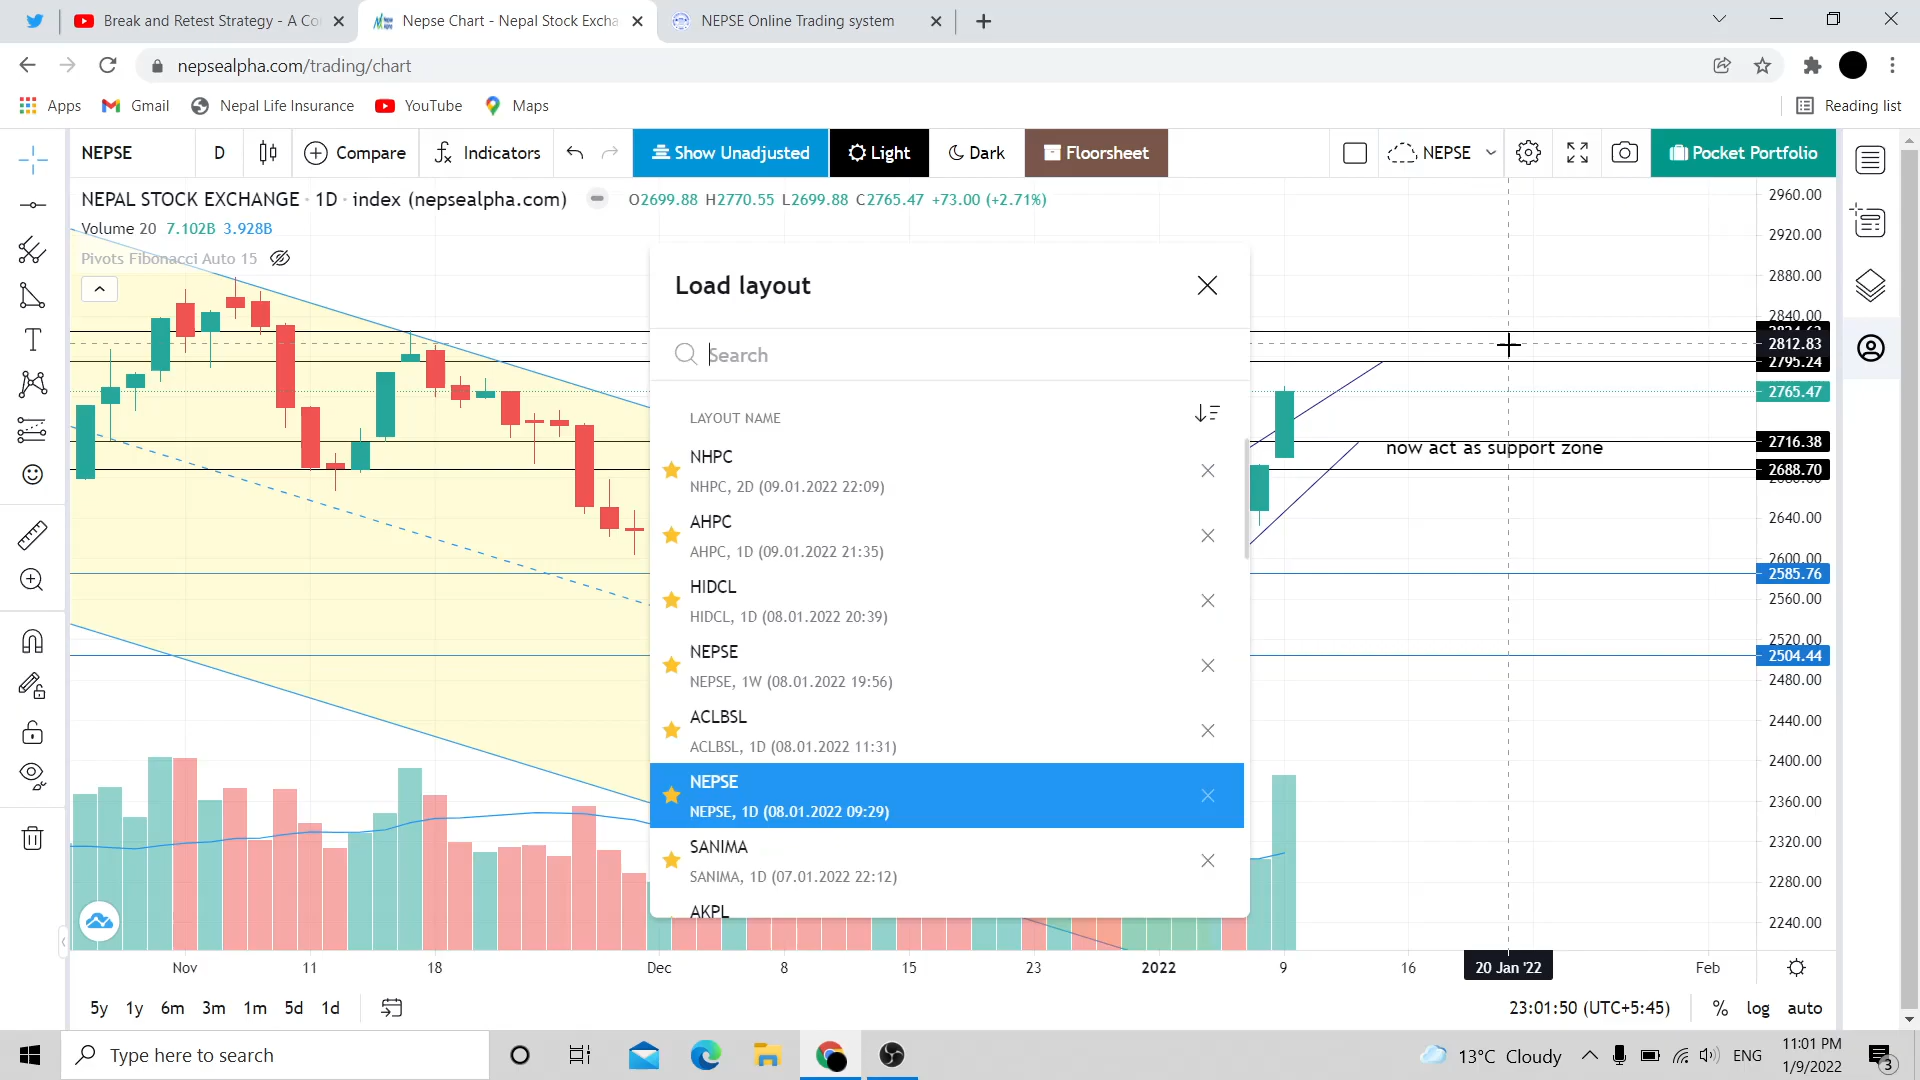 Break and Retest Strategy - A Co
Nepse Chart - Nepal Stock Excha
NEPSE Online Trading system
nepsealpha.com/trading/chart
Apps
Gmail
Nepal Life Insurance
YouTube
Maps
Reading list
NEPSE
D
Compare
Indicators
Show Unadjusted
Light
Dark
Floorsheet
NEPSE
Pocket Portfolio
NEPAL STOCK EXCHANGE · 1D · index (nepsealpha.com)
O2699.88 H2770.55 L2699.88 C2765.47 +73.00 (+2.71%)
Volume 20 7.102B 3.928B
Pivots Fibonacci Auto 15
Load layout
Search
LAYOUT NAME
NHPC
NHPC, 2D (09.01.2022 22:09)
AHPC
AHPC, 1D (09.01.2022 21:35)
HIDCL
HIDCL, 1D (08.01.2022 20:39)
NEPSE
NEPSE, 1W (08.01.2022 19:56)
ACLBSL
ACLBSL, 1D (08.01.2022 11:31)
NEPSE
NEPSE, 1D (08.01.2022 09:29)
SANIMA
SANIMA, 1D (07.01.2022 22:12)
AKPL
now act as support zone
2960.00
2920.00
2880.00
2840.00
2812.83
2795.24
2765.47
2716.38
2688.70
2640.00
2600.00
2585.76
2560.00
2520.00
2504.44
2480.00
2440.00
2400.00
2360.00
2320.00
2280.00
2240.00
Nov
11
18
Dec
8
15
23
2022
9
16
20 Jan '22
Feb
5y
1y
6m
3m
1m
5d
1d
23:01:50 (UTC+5:45)
%
log
auto
Type here to search
13°C Cloudy
ENG
11:01 PM
1/9/2022
3